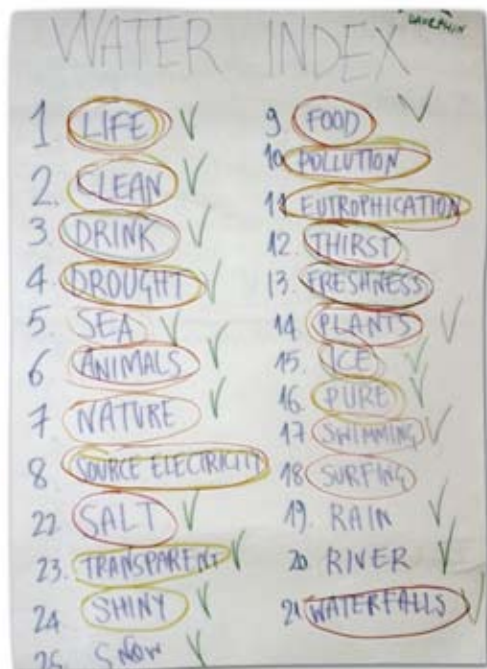 WATER INDEX
1 LIFE
2. CLEAN
3. DRINK
4 DROUGHT
5. SEA
6 ANIMALS
7 NATURE
8 SOURCE ELECTRICITY
22. SALT
23. TRANSPARENT
24 SHINY
25 SNOW
9. FOOD
10 POLLUTION
11 EUTROPHICATION
12. THIRST
13. FRESHNESS
14 PLANTS
15. ICE
16. PURE
17 SWIMMING
18 SURFING
19. RAIN
20 RIVER
21 WATERFALLS